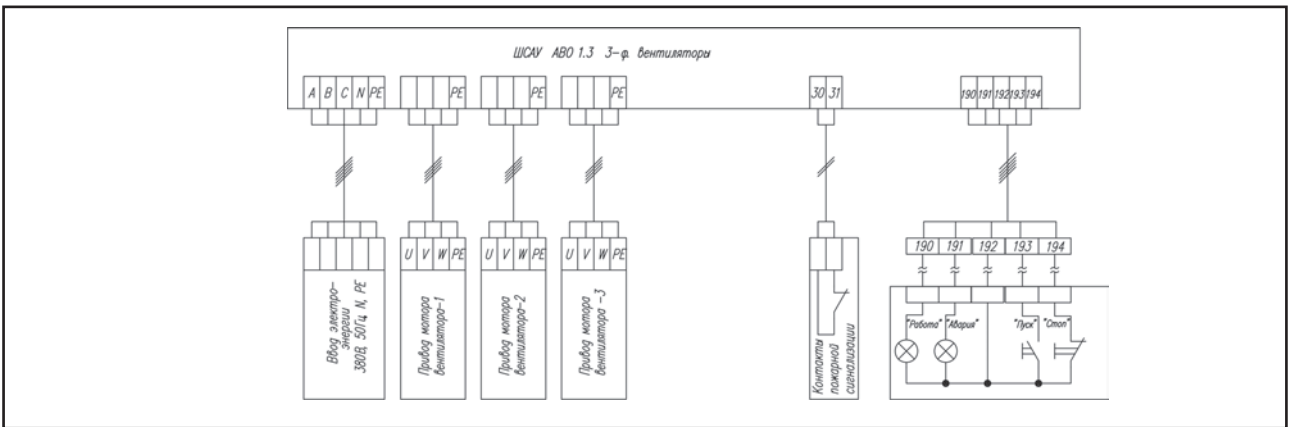 ШСАУ АВО 1.3 3-ф. вентиляторы
A B C N PE
PE
PE
PE
30 31
190 191 192 193 194
U V W PE
U V W PE
U V W PE
190 191 192 193 194
Ввод электро-
энергии
380В, 50Гц N, PE
Привод мотора
вентилятора-1
Привод мотора
вентилятора-2
Привод мотора
вентилятора -3
Контакты
пожарной
сигнализации
"Работа" "Авария" "Пуск" "Стоп"